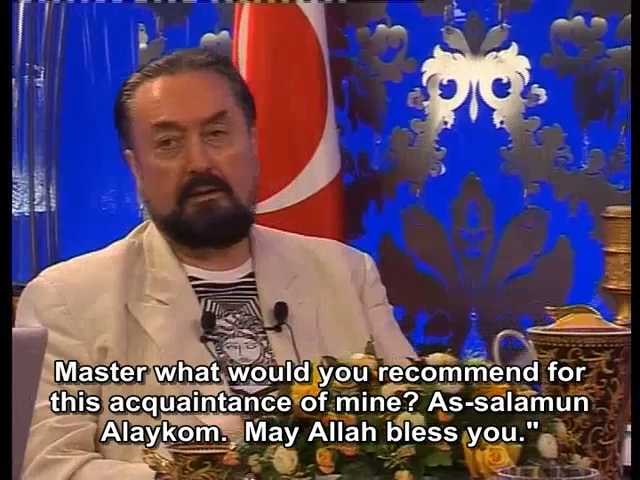 Master what would you recommend for
this acquaintance of mine? As-salamun
Alaykom.  May Allah bless you."